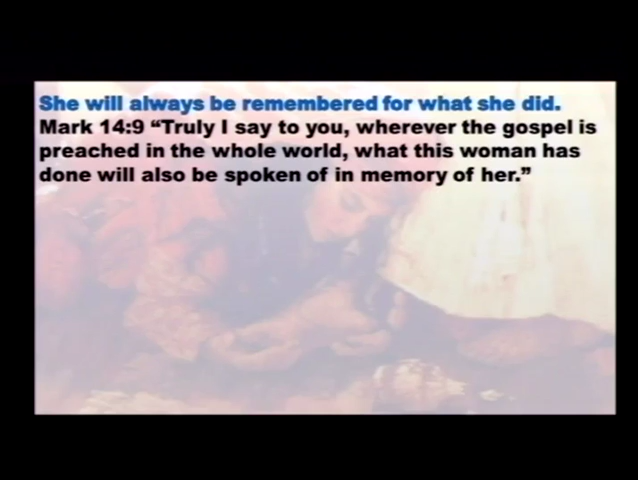 She will always be remembered for what she did.
Mark 14:9 “Truly I say to you, wherever the gospel is
preached in the whole world, what this woman has
done will also be spoken of in memory of her.”